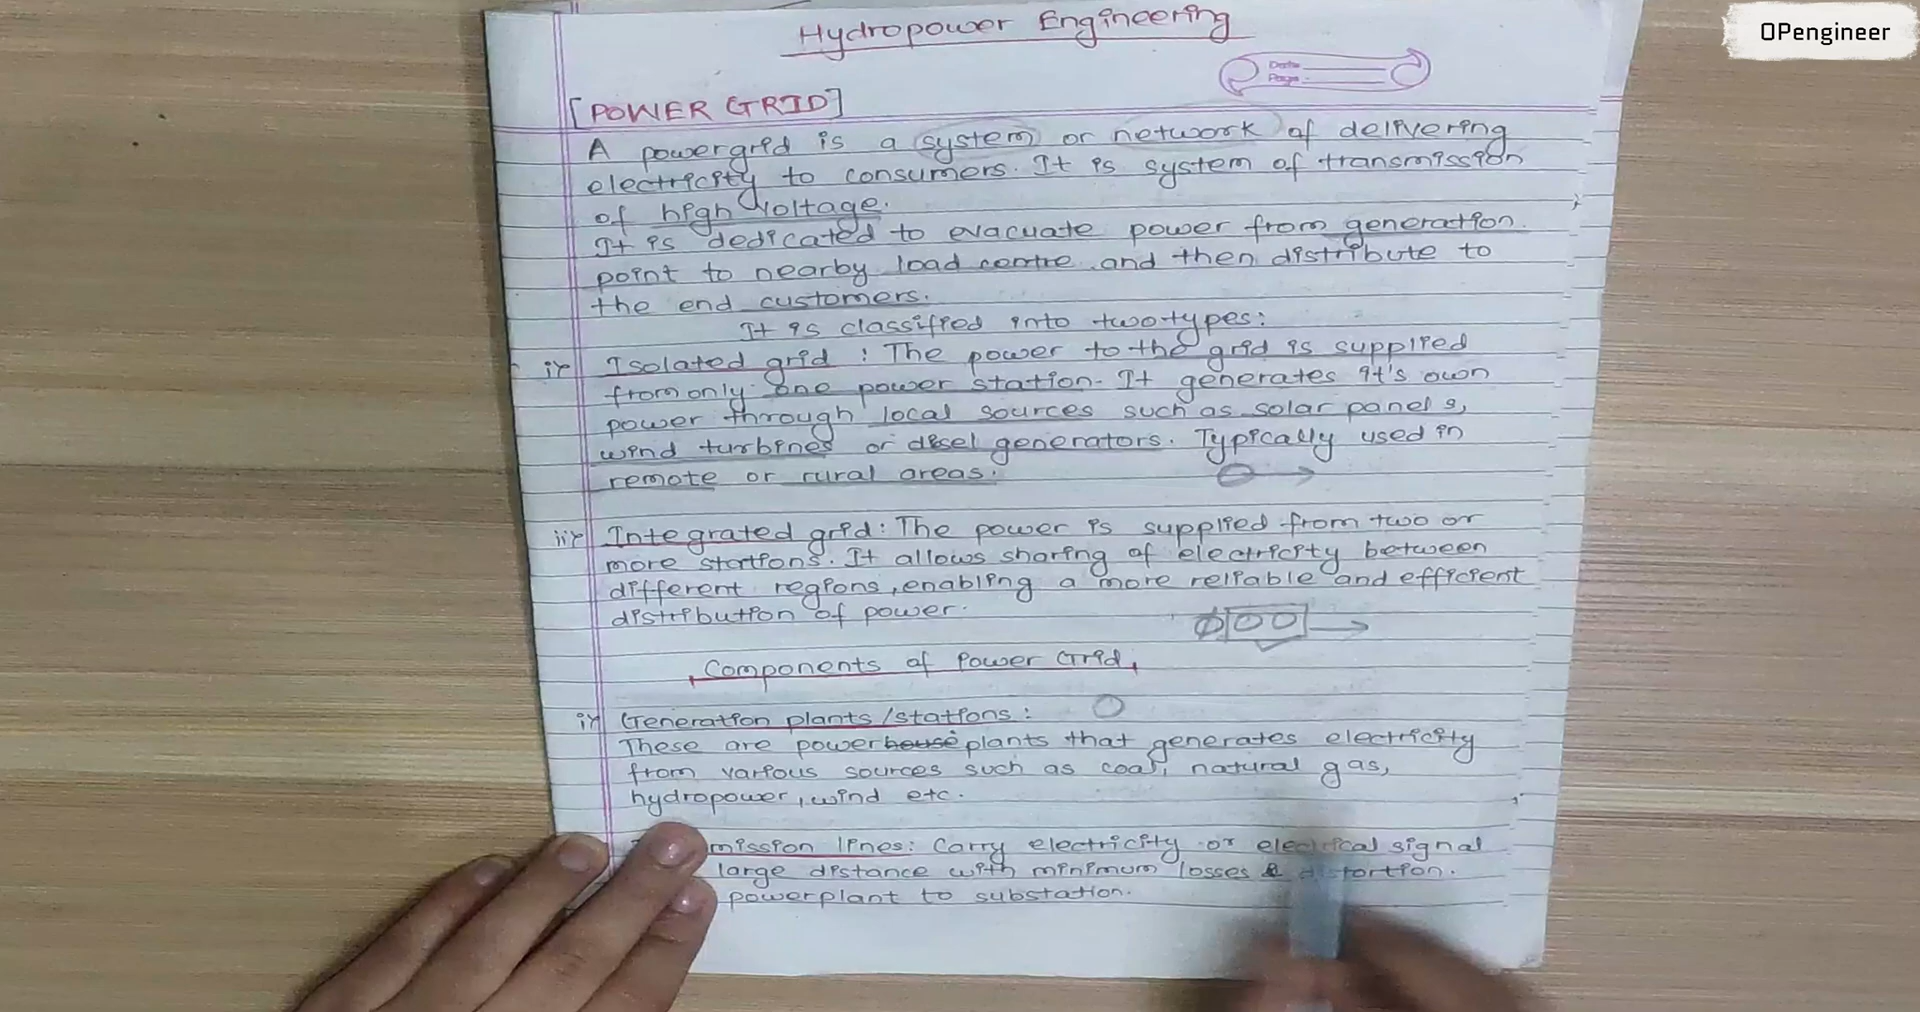 OPengineer
Hydropower Engineering
Date
Page
[POWER GRID]
A powergrid is a system or network of delivering
electricity to consumers. It is system of transmission
of high voltage.
It is dedicated to evacuate power from generation
point to nearby load centre and then distribute to
the end customers.
It is classified into two types:
i) Isolated grid : The power to the grid is supplied
from only one power station. It generates it's own
power through local sources such as solar panels,
wind turbines or disel generators. Typically used in
remote or rural areas.
ii) Integrated grid: The power is supplied from two or
more stations. It allows sharing of electricity between
different regions, enabling a more reliable and efficient
distribution of power.
Components of Power Grid
i) Generation plants/stations:
These are powerhouse plants that generates electricity
from various sources such as coal, natural gas,
hydropower, wind etc.
mission lines: Carry electricity or electrical signal
large distance with minimum losses & distortion.
powerplant to substation.